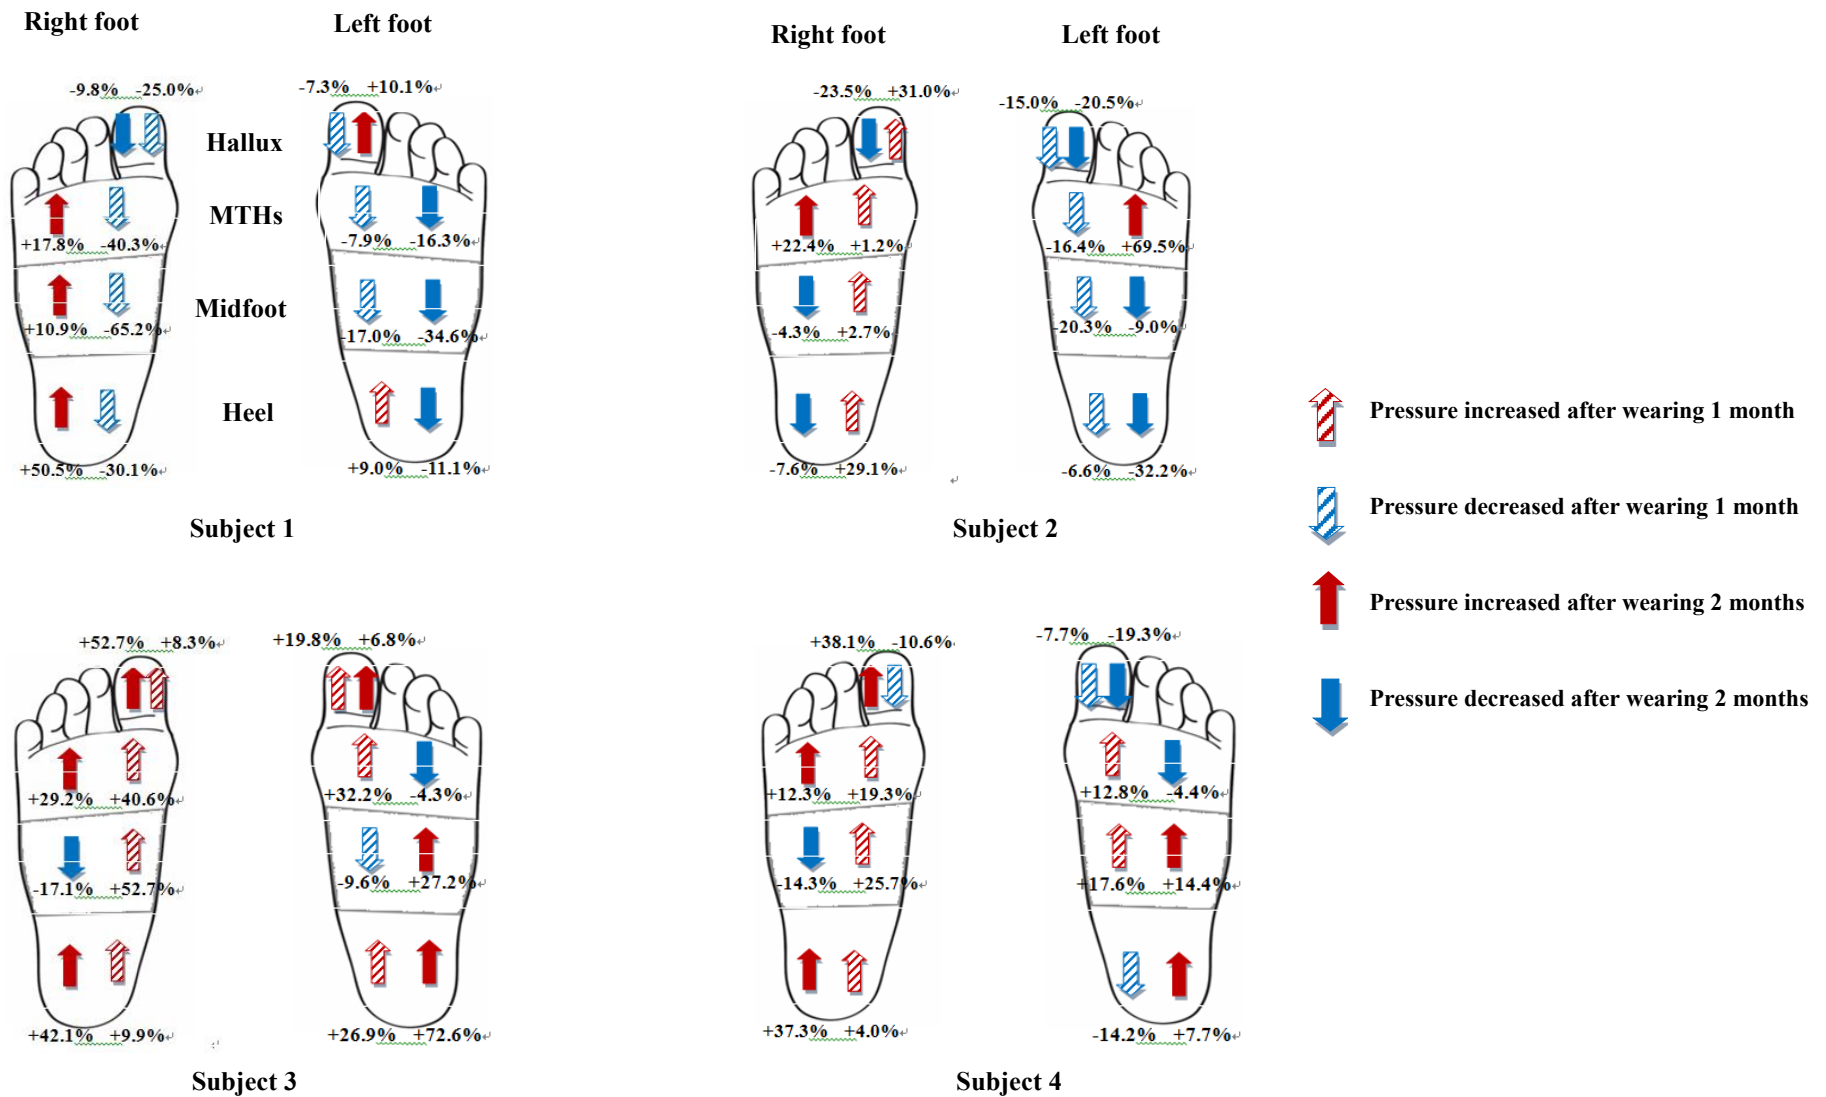 Right foot Left foot
-9.8% -25.0% -7.3% +10.1%
Hallux
MTHs
+17.8% -40.3% -7.9% -16.3%
Midfoot
+10.9% -65.2% -17.0% -34.6%
Heel
+50.5% -30.1% +9.0% -11.1%
Subject 1
Right foot Left foot
-23.5% +31.0% -15.0% -20.5%
+22.4% +1.2% -16.4% +69.5%
-4.3% +2.7% -20.3% -9.0%
-7.6% +29.1% -6.6% -32.2%
Subject 2
Pressure increased after wearing 1 month
Pressure decreased after wearing 1 month
Pressure increased after wearing 2 months
Pressure decreased after wearing 2 months
+52.7% +8.3% +19.8% +6.8%
+29.2% +40.6% +32.2% -4.3%
-17.1% +52.7% -9.6% +27.2%
+42.1% +9.9% +26.9% +72.6%
Subject 3
+38.1% -10.6% -7.7% -19.3%
+12.3% +19.3% +12.8% -4.4%
-14.3% +25.7% +17.6% +14.4%
+37.3% +4.0% -14.2% +7.7%
Subject 4